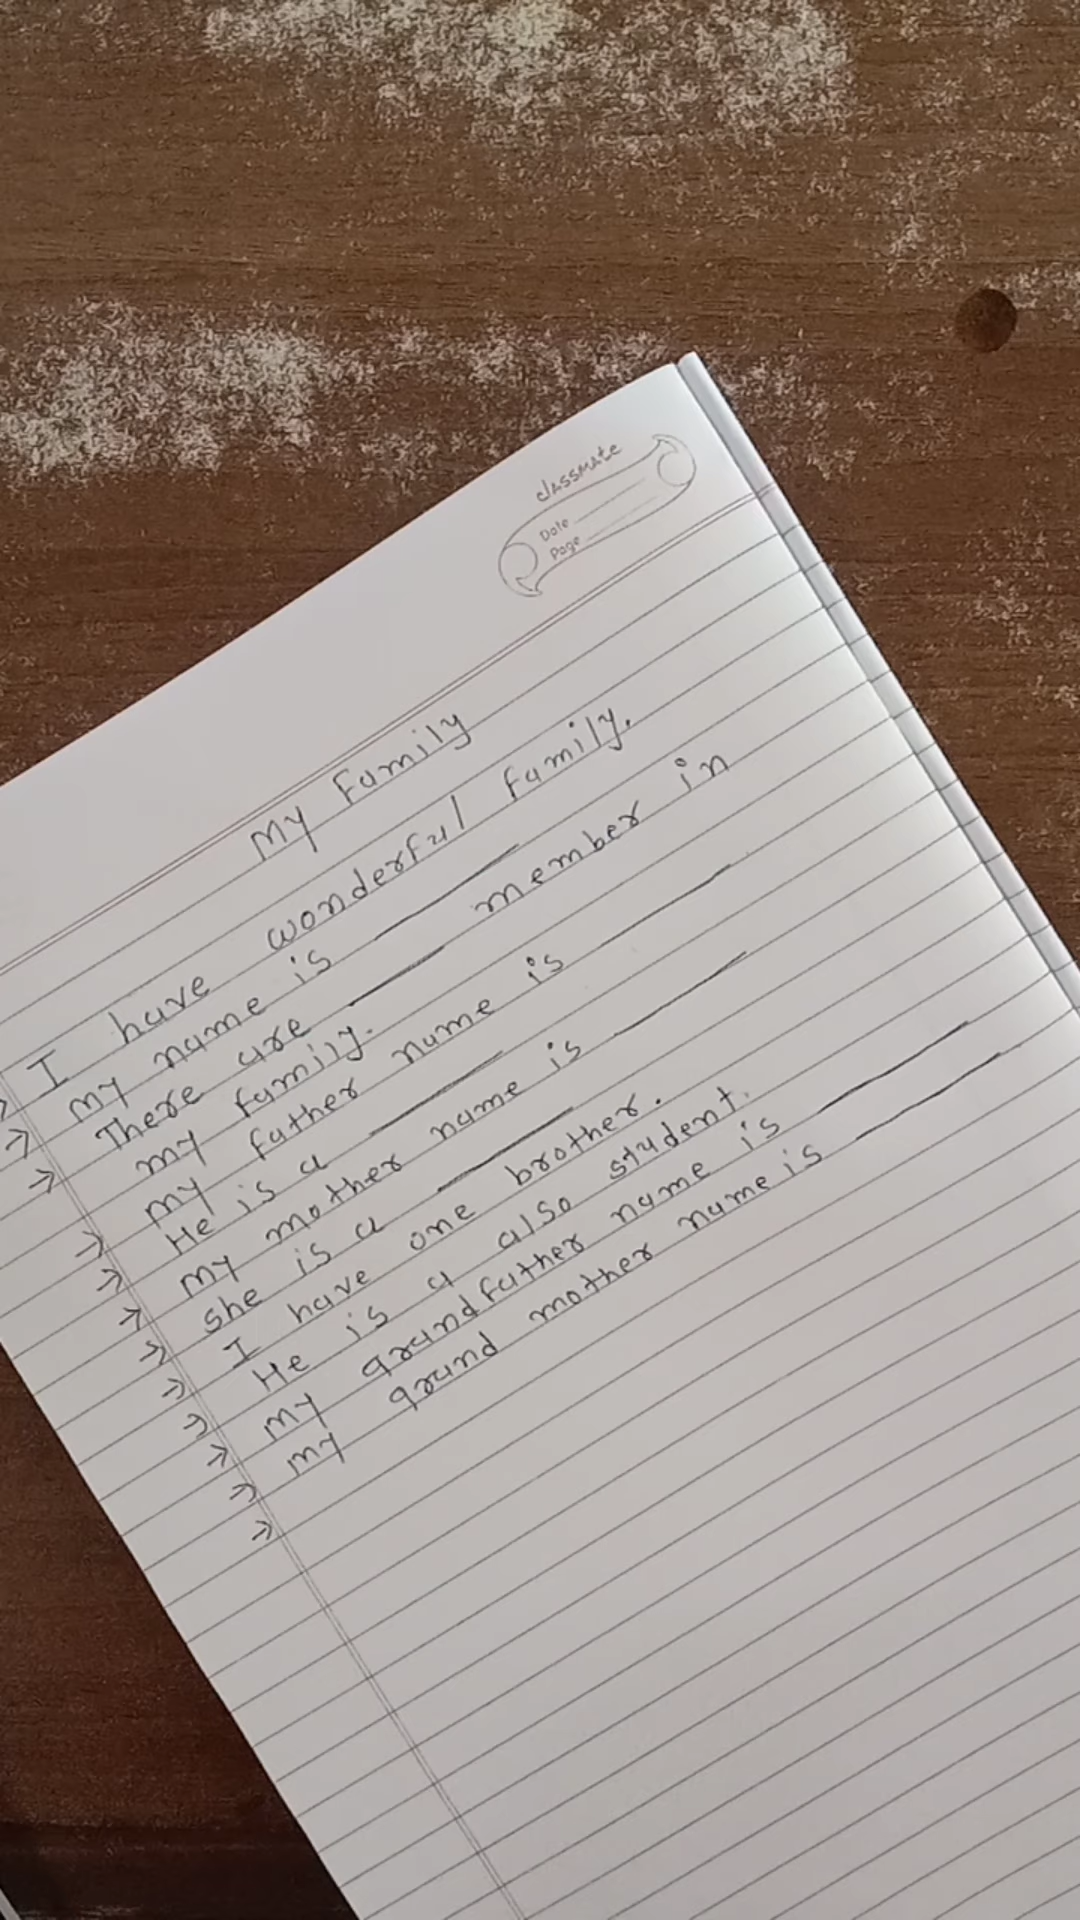 classmate
Date
Page
My Family
→ I have wonderful family.
→ My name is
→ There are member in
my family.
→ My father name is
→ He is a
→ My mother name is
→ She is a
→ I have one brother.
→ He is a also student.
→ My grandfather name is
→ My grand mother name is
→